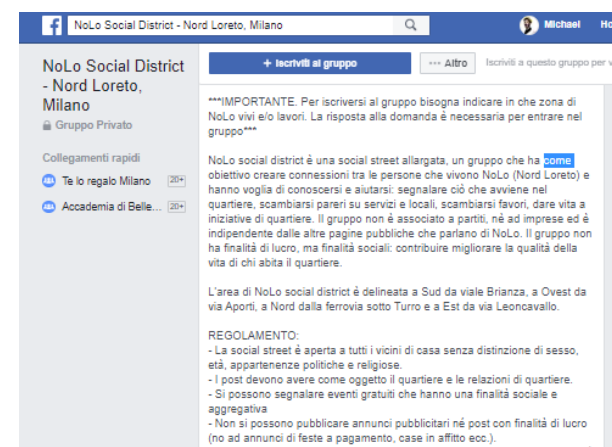 NoLo Social District - Nord Loreto, Milano
Michael
Ho
NoLo Social District
- Nord Loreto,
Milano
Gruppo Privato
Collegamenti rapidi
Te lo regalo Milano 20+
Accademia di Belle... 20+
+ Iscriviti al gruppo
Altro
Iscriviti a questo gruppo per v
***IMPORTANTE. Per iscriversi al gruppo bisogna indicare in che zona di
NoLo vivi e/o lavori. La risposta alla domanda è necessaria per entrare nel
gruppo***
NoLo social district è una social street allargata, un gruppo che ha come
obiettivo creare connessioni tra le persone che vivono NoLo (Nord Loreto) e
hanno voglia di conoscersi e aiutarsi: segnalare ciò che avviene nel
quartiere, scambiarsi pareri su servizi e locali, scambiarsi favori, dare vita a
iniziative di quartiere. Il gruppo non è associato a partiti, nè ad imprese ed è
indipendente dalle altre pagine pubbliche che parlano di NoLo. Il gruppo non
ha finalità di lucro, ma finalità sociali: contribuire migliorare la qualità della
vita di chi abita il quartiere.
L'area di NoLo social district è delineata a Sud da viale Brianza, a Ovest da
via Aporti, a Nord dalla ferrovia sotto Turro e a Est da via Leoncavallo.
REGOLAMENTO:
- La social street è aperta a tutti i vicini di casa senza distinzione di sesso,
età, appartenenze politiche e religiose.
- I post devono avere come oggetto il quartiere e le relazioni di quartiere.
- Si possono segnalare eventi gratuiti che hanno una finalità sociale e
aggregativa
- Non si possono pubblicare annunci pubblicitari né post con finalità di lucro
(no ad annunci di feste a pagamento, case in affitto ecc.).